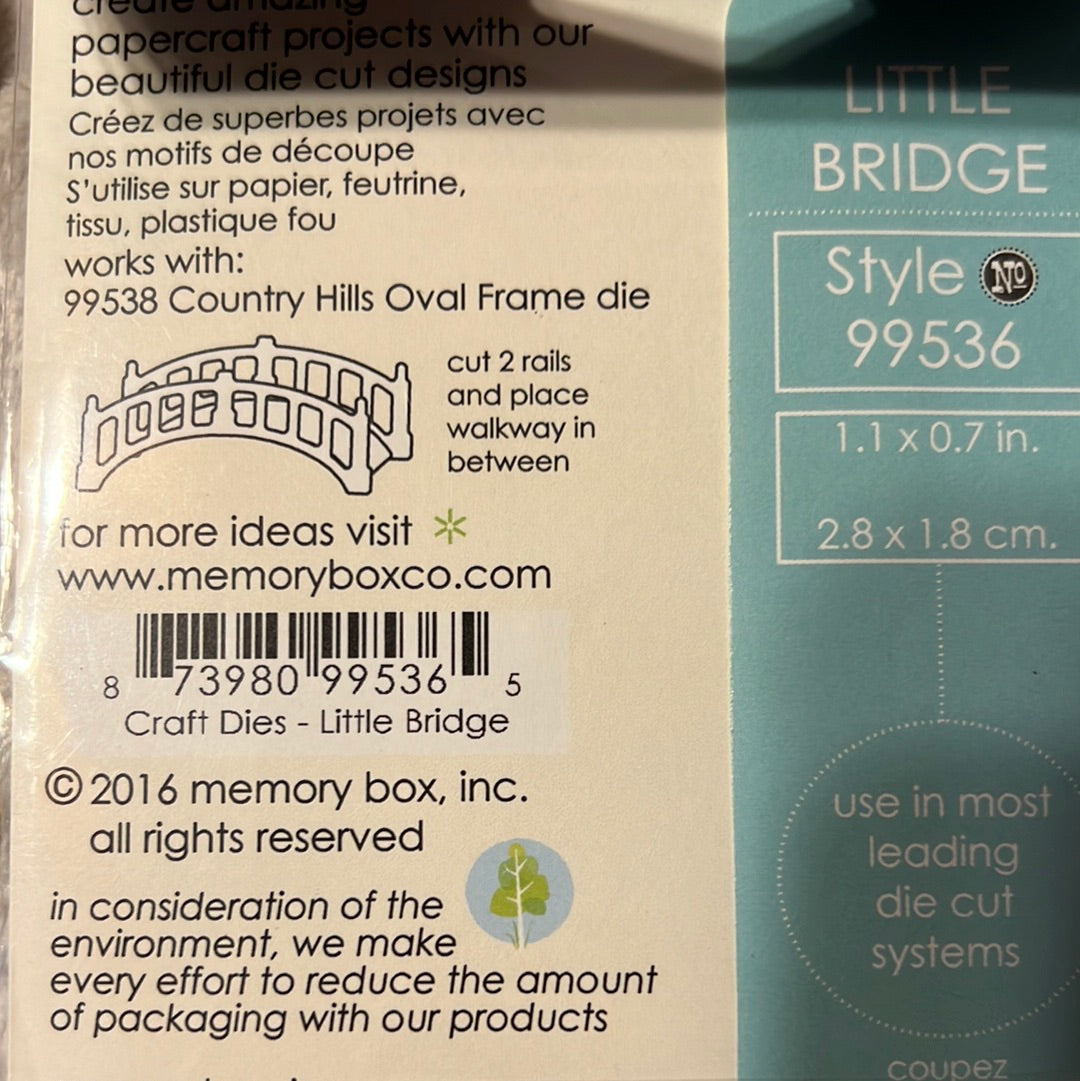 create amazing
papercraft projects with our
beautiful die cut designs
Créez de superbes projets avec
nos motifs de découpe
S'utilise sur papier, feutrine,
tissu, plastique fou
works with:
99538 Country Hills Oval Frame die
cut 2 rails
and place
walkway in
between
for more ideas visit
www.memoryboxco.com
8 73980 99536 5
Craft Dies - Little Bridge
© 2016 memory box, inc.
all rights reserved
in consideration of the
environment, we make
every effort to reduce the amount
of packaging with our products
LITTLE
BRIDGE
Style No
99536
1.1 x 0.7 in.
2.8 x 1.8 cm.
use in most
leading
die cut
systems
coupez